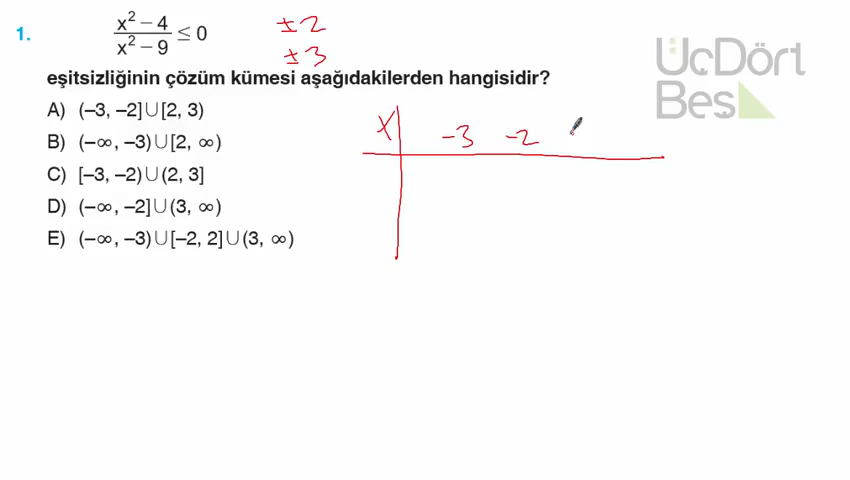 1.
x² − 4
x² − 9
≤ 0
±2
±3
eşitsizliğinin çözüm kümesi aşağıdakilerden hangisidir?
A) (−3, −2]∪[2, 3)
B) (−∞, −3)∪[2, ∞)
C) [−3, −2)∪(2, 3]
D) (−∞, −2]∪(3, ∞)
E) (−∞, −3)∪[−2, 2]∪(3, ∞)
x -3 -2
ÜçDört
Beş